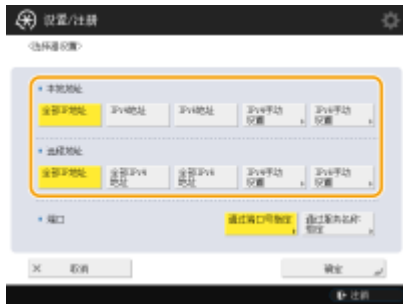 设置/注册
<选择器设置>
本地地址
全部IP地址
IPv4地址
IPv6地址
IPv4手动
设置
IPv6手动
设置
远程地址
全部IP地址
全部IPv4
地址
全部IPv6
地址
IPv4手动
设置
IPv6手动
设置
端口
通过端口号指定
通过服务名称
指定
× 取消
确定
注销